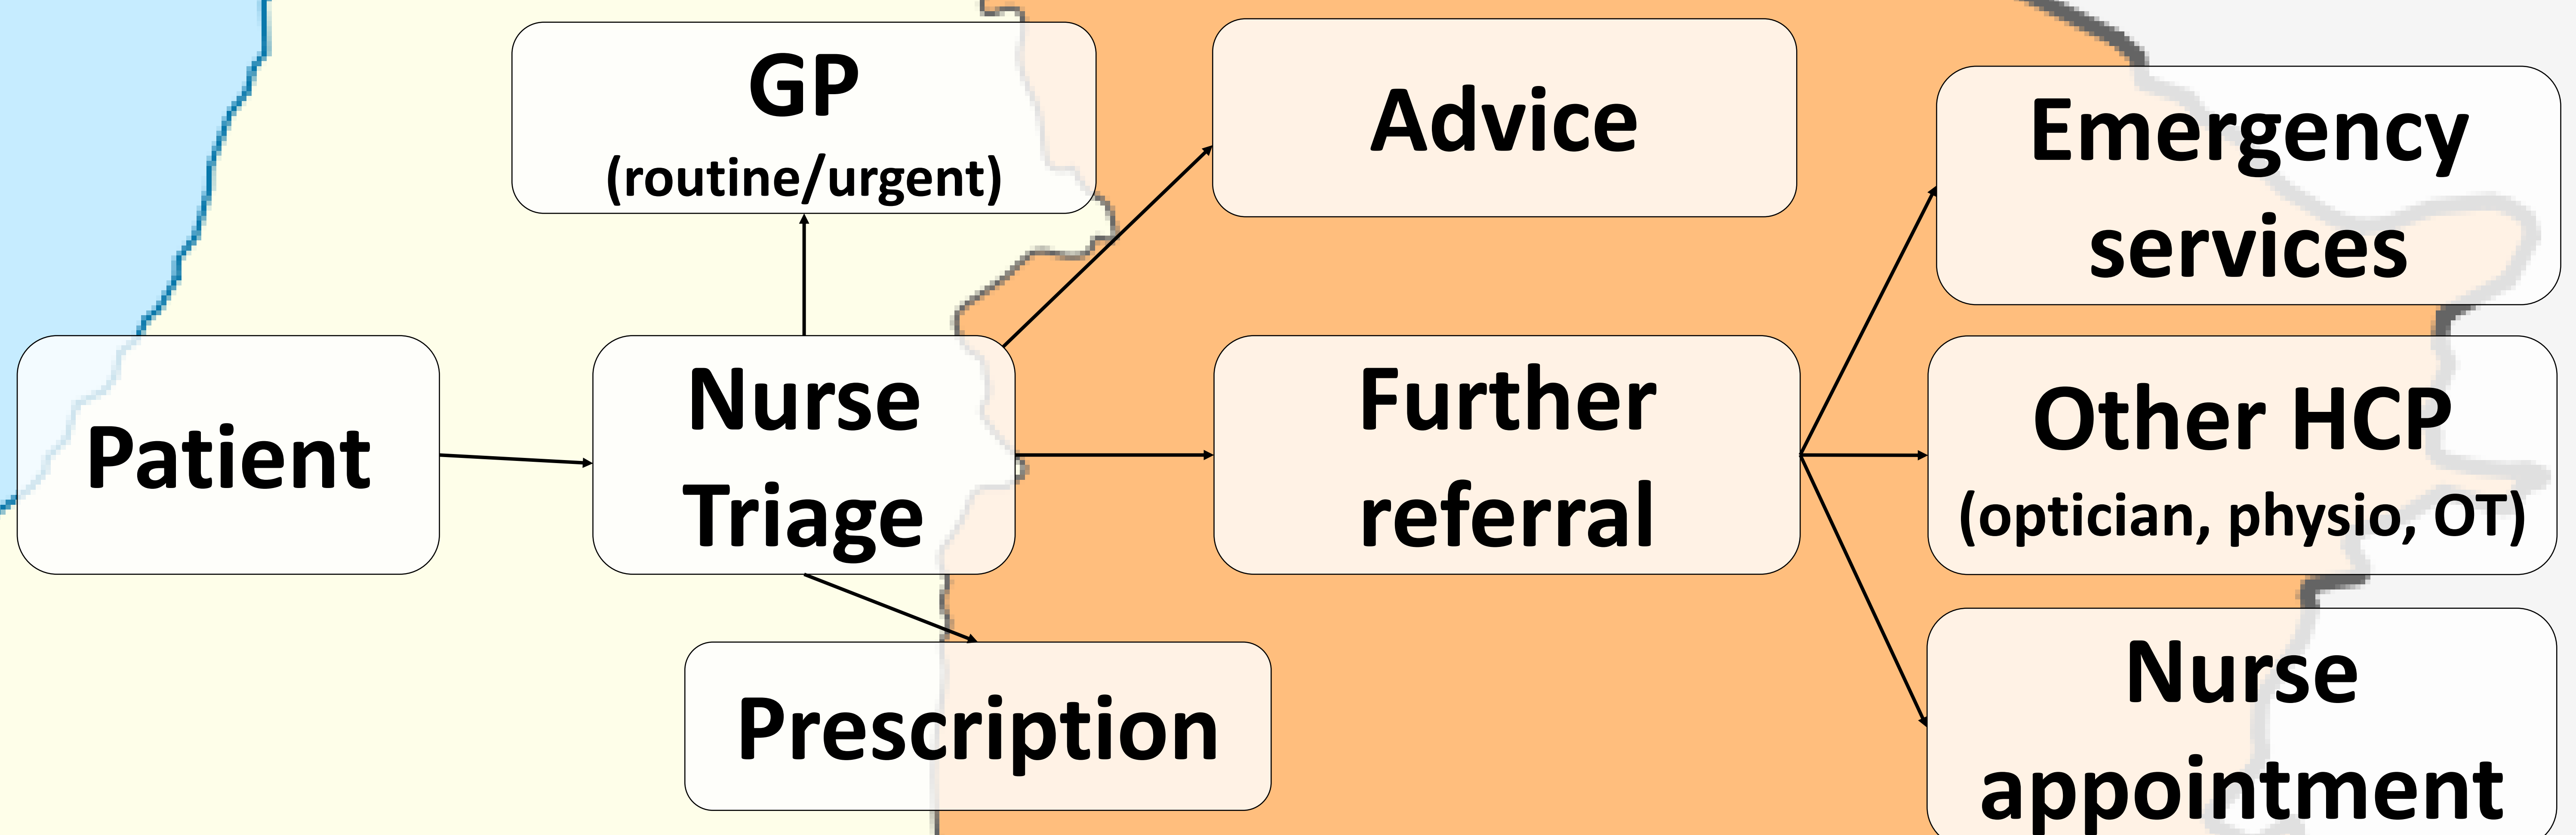 GP
(routine/urgent)
Advice
Emergency
services
Patient
Nurse
Triage
Further
referral
Other HCP
(optician, physio, OT)
Prescription
Nurse
appointment